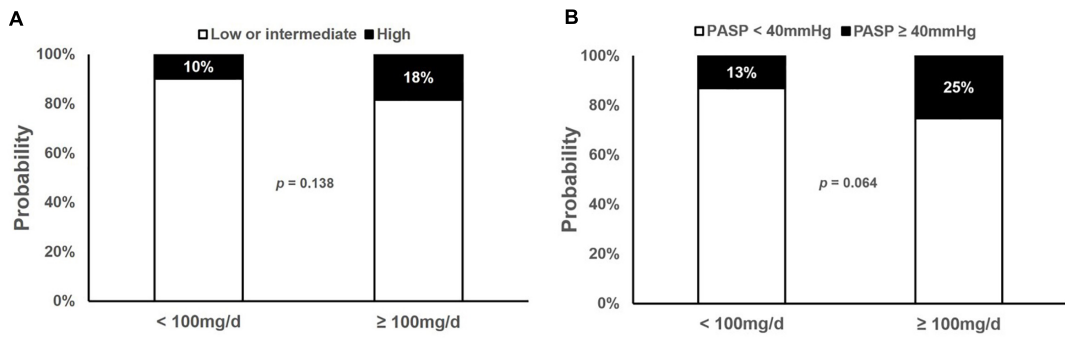 A
Low or intermediate High
100%
80%
60%
40%
20%
0%
Probability
10%
18%
p = 0.138
< 100mg/d
≥ 100mg/d
B
PASP < 40mmHg PASP ≥ 40mmHg
100%
80%
60%
40%
20%
0%
Probability
13%
25%
p = 0.064
< 100mg/d
≥ 100mg/d